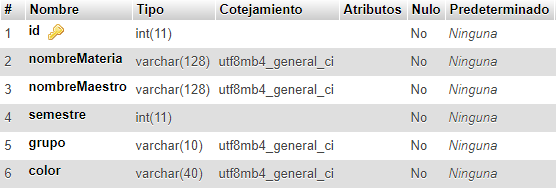 # Nombre Tipo Cotejamiento Atributos Nulo Predeterminado
1 id int(11) No Ninguna
2 nombreMateria varchar(128) utf8mb4_general_ci No Ninguna
3 nombreMaestro varchar(128) utf8mb4_general_ci No Ninguna
4 semestre int(11) No Ninguna
5 grupo varchar(10) utf8mb4_general_ci No Ninguna
6 color varchar(40) utf8mb4_general_ci No Ninguna